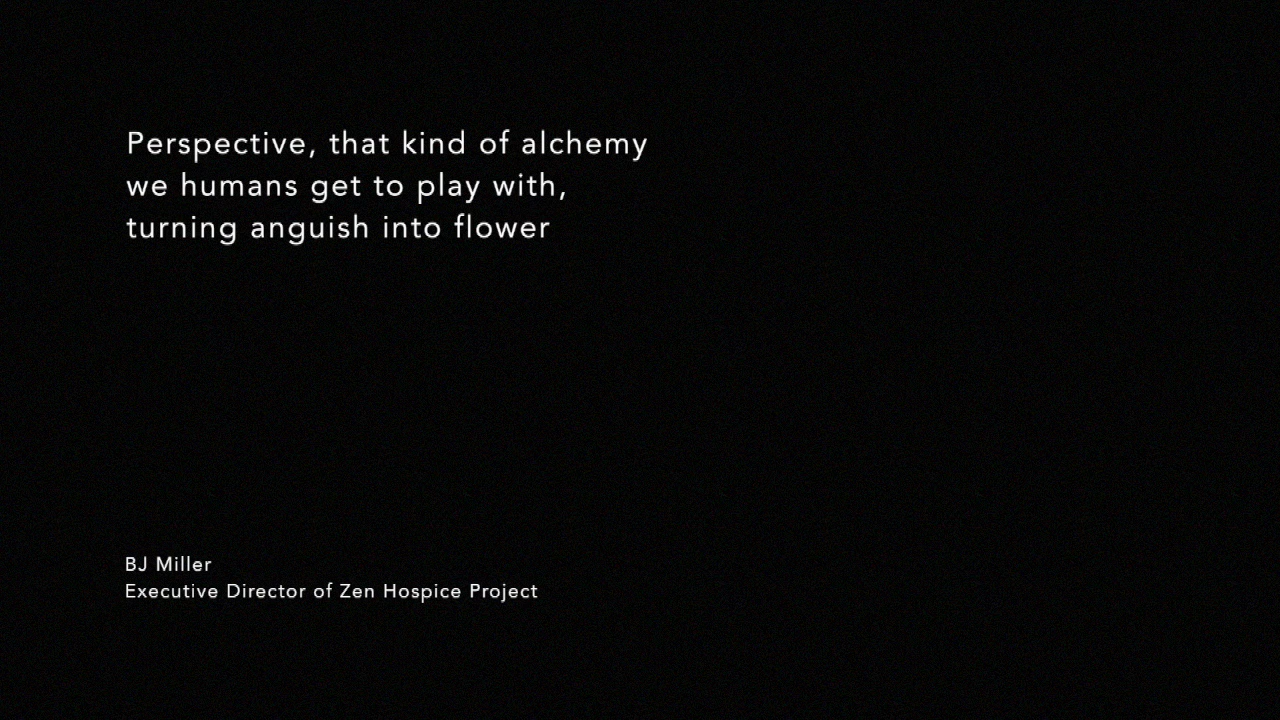 Perspective, that kind of alchemy
we humans get to play with,
turning anguish into flower
BJ Miller
Executive Director of Zen Hospice Project